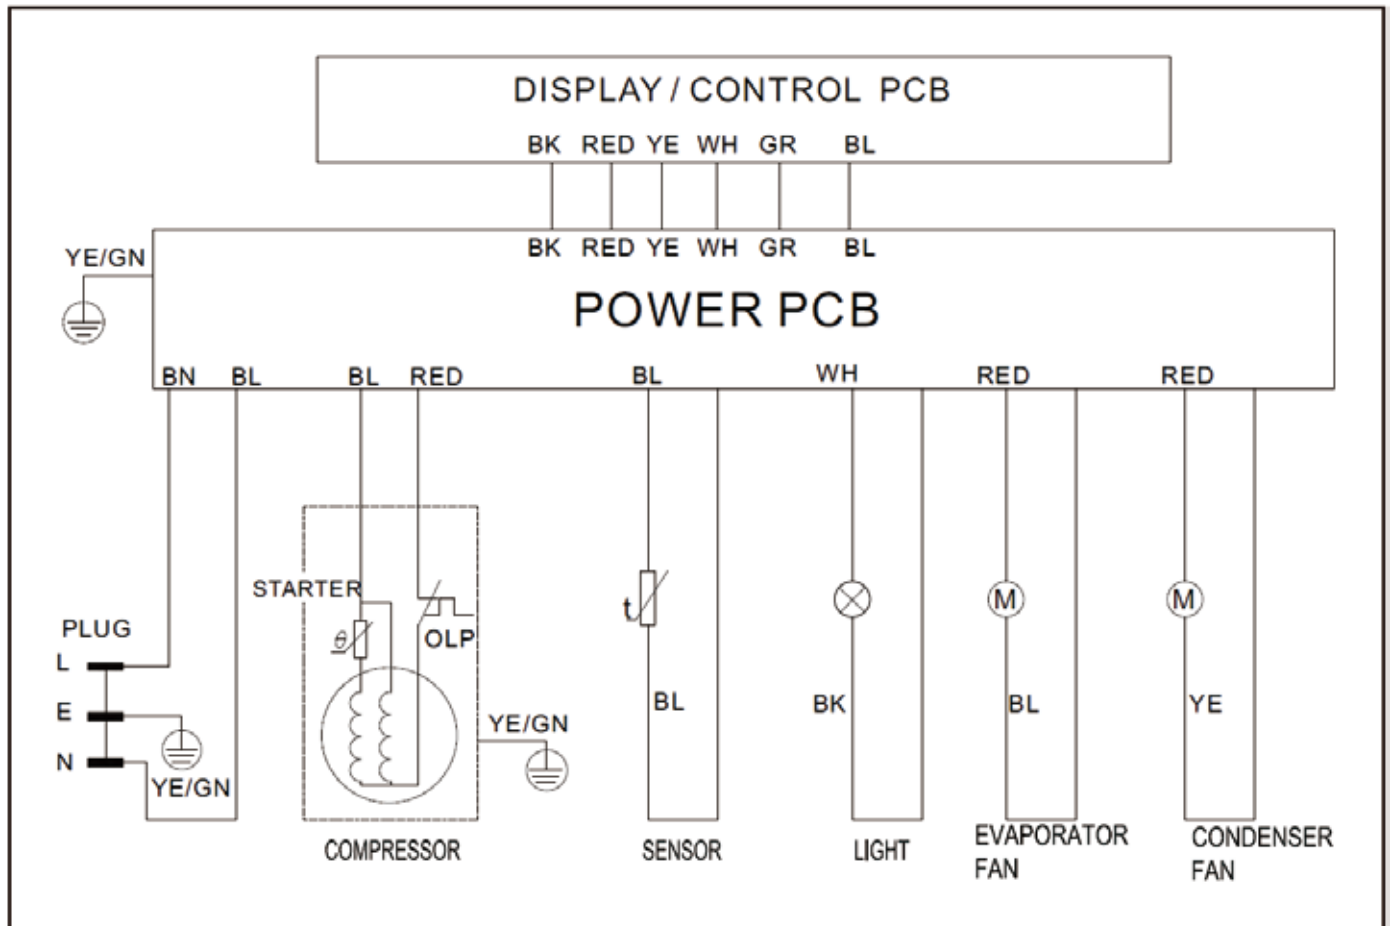 DISPLAY / CONTROL PCB
BK RED YE WH GR BL
BK RED YE WH GR BL
YE/GN
POWER PCB
BN BL BL RED BL WH RED RED
STARTER
θ
OLP
t
M
M
PLUG
L
E
N
YE/GN
YE/GN
BL
BK
BL
YE
COMPRESSOR
SENSOR
LIGHT
EVAPORATOR
FAN
CONDENSER
FAN